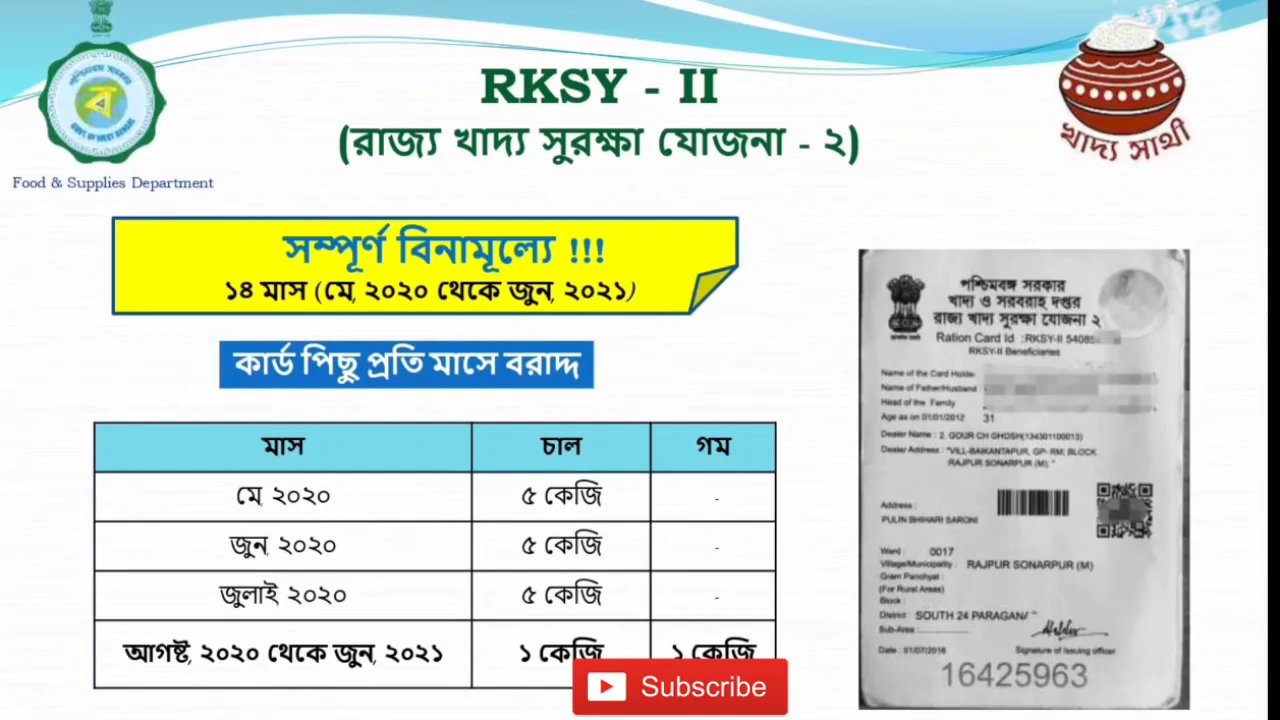 RKSY - II
(রাজ্য খাদ্য সুরক্ষা যোজনা - ২)
Food & Supplies Department
খাদ্য সাথী
সম্পূর্ণ বিনামূল্যে !!!
১৪ মাস (মে, ২০২০ থেকে জুন, ২০২১)
কার্ড পিছু প্রতি মাসে বরাদ্দ
মাস চাল গম
মে, ২০২০ ৫ কেজি -
জুন, ২০২০ ৫ কেজি -
জুলাই ২০২০ ৫ কেজি -
আগষ্ট, ২০২০ থেকে জুন, ২০২১ ১ কেজি ১ কেজি
Subscribe
পশ্চিমবঙ্গ সরকার
খাদ্য ও সরবরাহ দপ্তর
রাজ্য খাদ্য সুরক্ষা যোজনা ২
Ration Card Id :RKSY-II 5408
RKSY-II Beneficiaries
Name of the Card Holde
Name of Father/Husband
Head of the Family
Age as on 01/01/2012 31
Dealer Name : 2. GOUR CH GHOSH(134301100013)
Dealer Address : "VILL-BAIKANTAPUR, GP- RM; BLOCK
RAJPUR SONARPUR (M); "
Address :
PULIN BHIHARI SARONI
Ward : 0017
Village/Municipality : RAJPUR SONARPUR (M)
Gram Panchyat :
(For Rural Areas)
Block :
District : SOUTH 24 PARAGAN
Sub-Area :
Date : 01/07/2016 Signature of Issuing officer
16425963